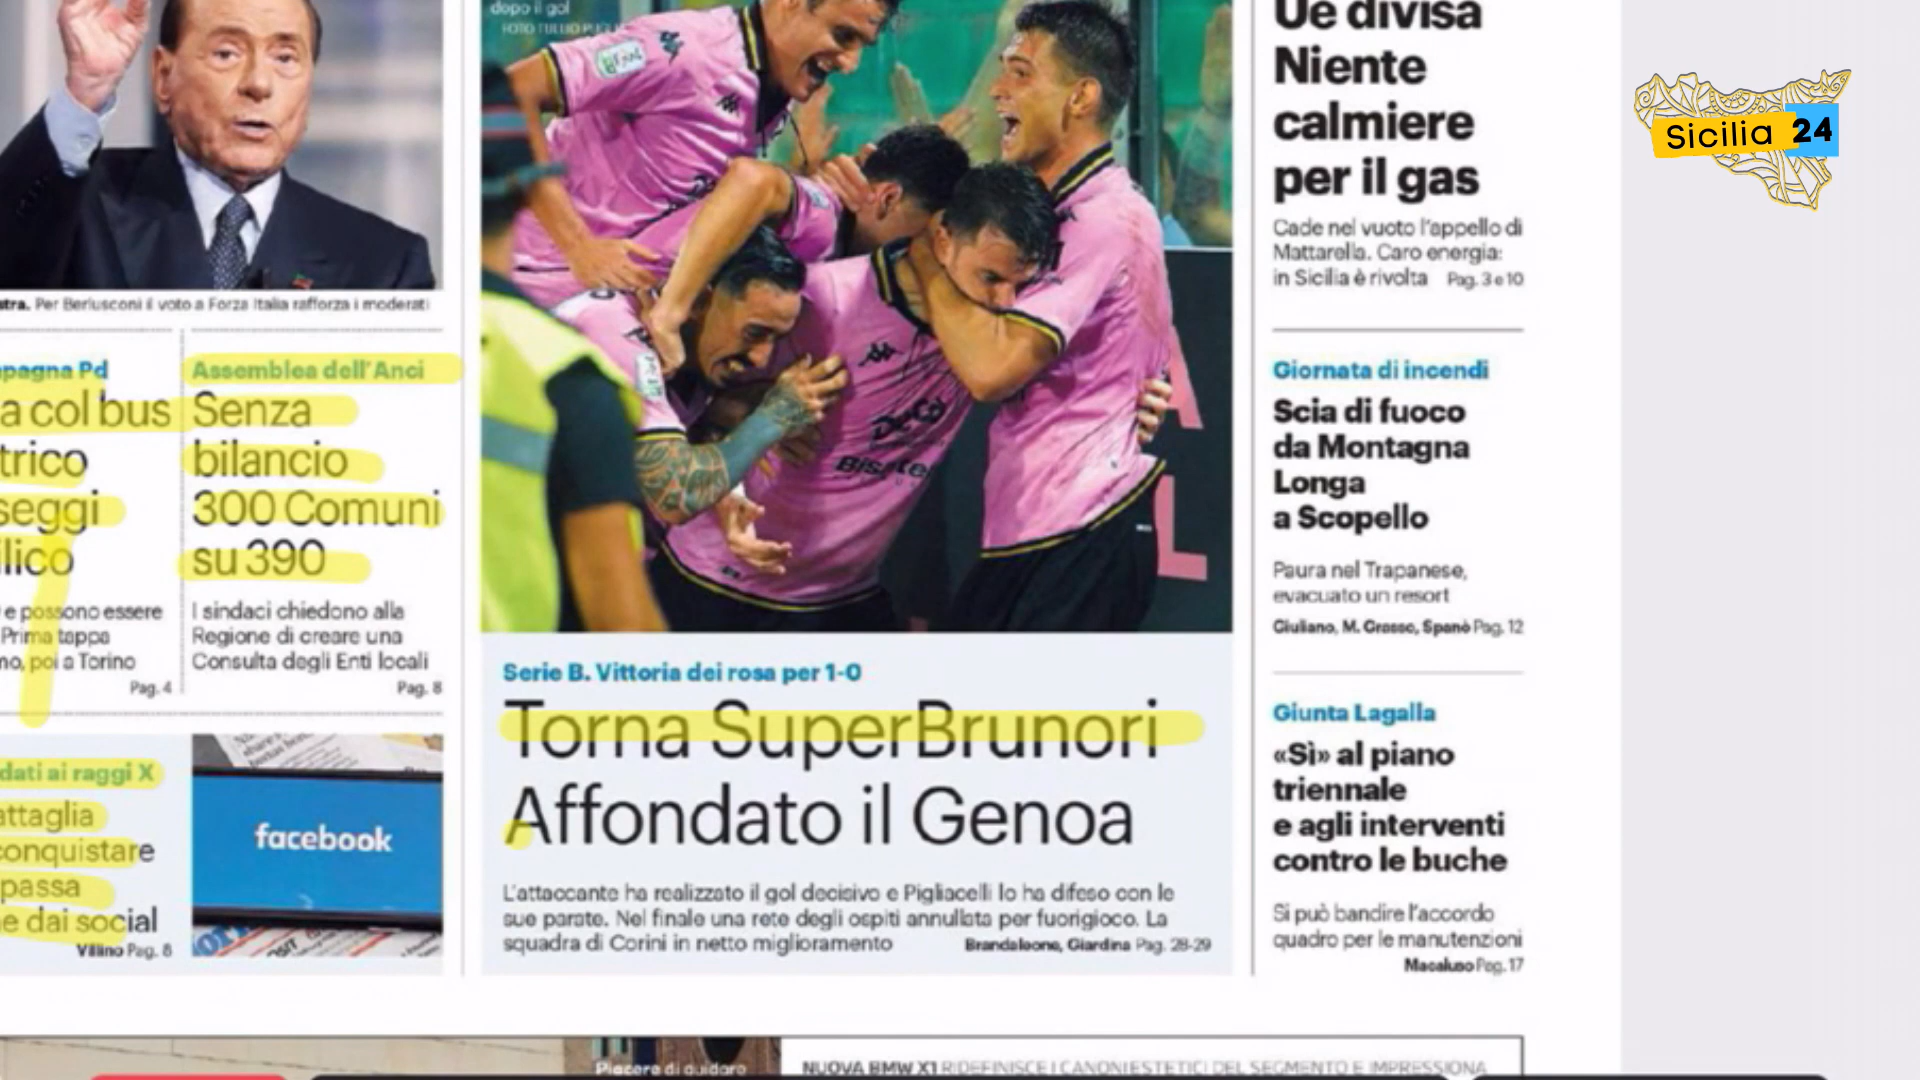 dopo il gol
Sicilia 24
stra. Per Berlusconi il voto a Forza Italia rafforza i moderati
pagna Pd
a col bus
trico
seggi
ilico
e possono essere
Prima tappa
mo, poi a Torino
Pag. 4
Assemblea dell'Anci
Senza
bilancio
300 Comuni
su 390
I sindaci chiedono alla
Regione di creare una
Consulta degli Enti locali
Pag. 8
dati ai raggi X
attaglia
conquistare
passa
e dai social
Villino Pag. 8
facebook
Serie B. Vittoria dei rosa per 1-0
Torna SuperBrunori
Affondato il Genoa
L'attaccante ha realizzato il gol decisivo e Pigliacelli lo ha difeso con le
sue parate. Nel finale una rete degli ospiti annullata per fuorigioco. La
squadra di Corini in netto miglioramento Brandaleone, Giardina Pag. 28-29
Ue divisa
Niente
calmiere
per il gas
Cade nel vuoto l'appello di
Mattarella. Caro energia:
in Sicilia è rivolta Pag. 3 e 10
Giornata di incendi
Scia di fuoco
da Montagna
Longa
a Scopello
Paura nel Trapanese,
evacuato un resort
Giuliano, M. Grasso, Spanò Pag. 12
Giunta Lagalla
«Sì» al piano
triennale
e agli interventi
contro le buche
Si può bandire l'accordo
quadro per le manutenzioni
Macaluso Pag. 17
Piacere di guidare
NUOVA BMW X1 RIDEFINISCE I CANONI ESTETICI DEL SEGMENTO E IMPRESSIONA